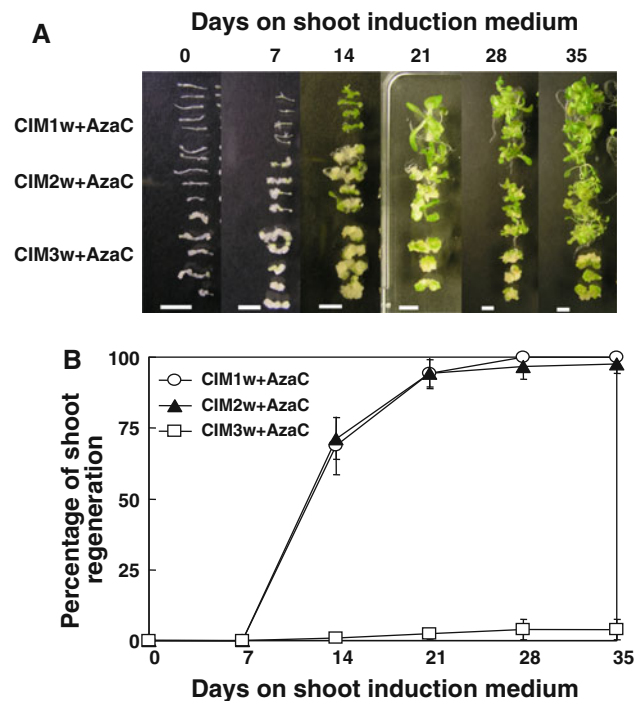 A
Days on shoot induction medium
0 7 14 21 28 35
CIM1w+AzaC
CIM2w+AzaC
CIM3w+AzaC
B
Percentage of shoot
regeneration
100
75
50
25
0
CIM1w+AzaC
CIM2w+AzaC
CIM3w+AzaC
0 7 14 21 28 35
Days on shoot induction medium